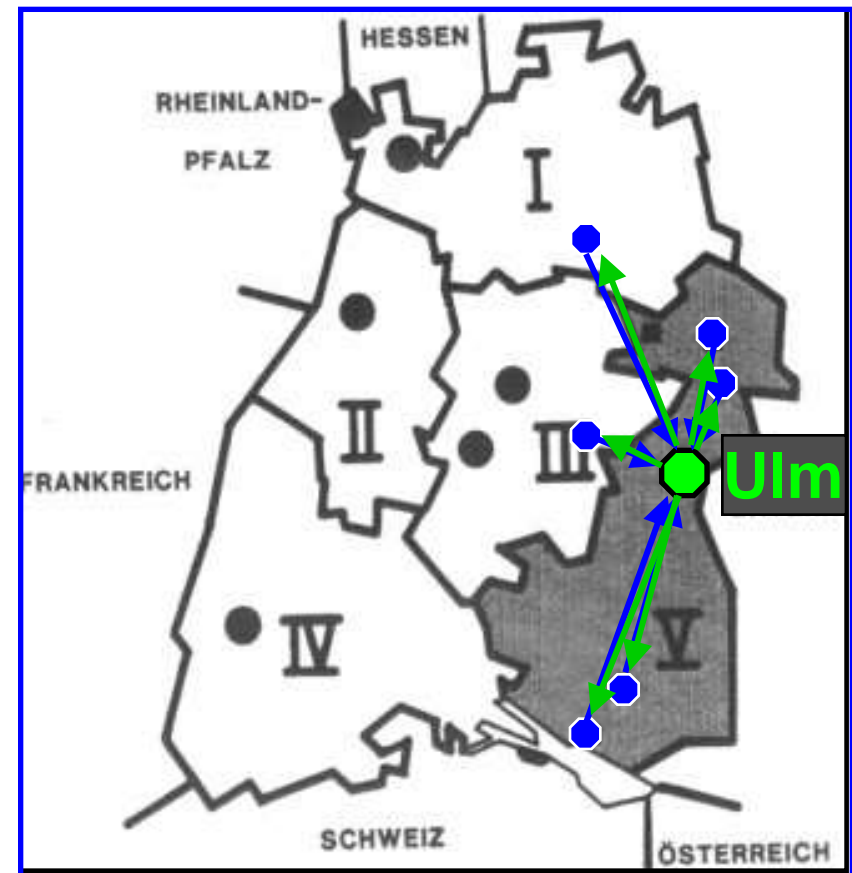 HESSEN
RHEINLAND-
PFALZ
I
II
III
FRANKREICH
Ulm
IV
V
SCHWEIZ
ÖSTERREICH